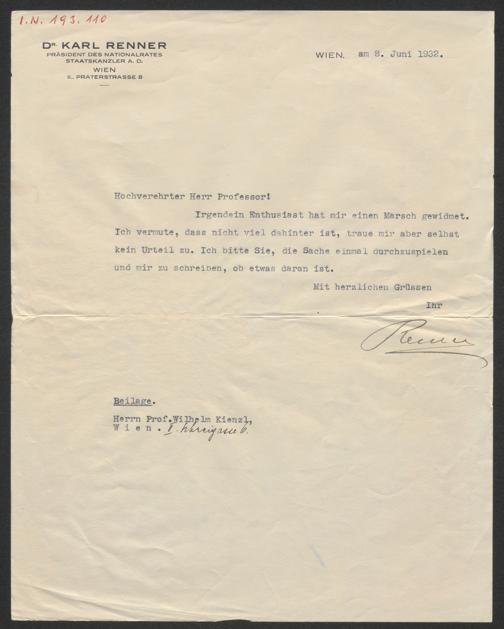 I.N. 193.110
DR. KARL RENNER
PRÄSIDENT DES NATIONALRATES
STAATSKANZLER A. D.
WIEN
II., PRATERSTRASSE 8
WIEN, am 8. Juni 1932.
Hochverehrter Herr Professor!
Irgendein Enthusiast hat mir einen Marsch gewidmet.
Ich vermute, dass nicht viel dahinter ist, traue mir aber selbst
kein Urteil zu. Ich bitte Sie, die Sache einmal durchzuspielen
und mir zu schreiben, ob etwas daran ist.
Mit herzlichen Grüssen
Ihr
Renner
Beilage.
Herrn Prof.Wilhelm Kienzl,
Wien. II. Schreigasse 6.